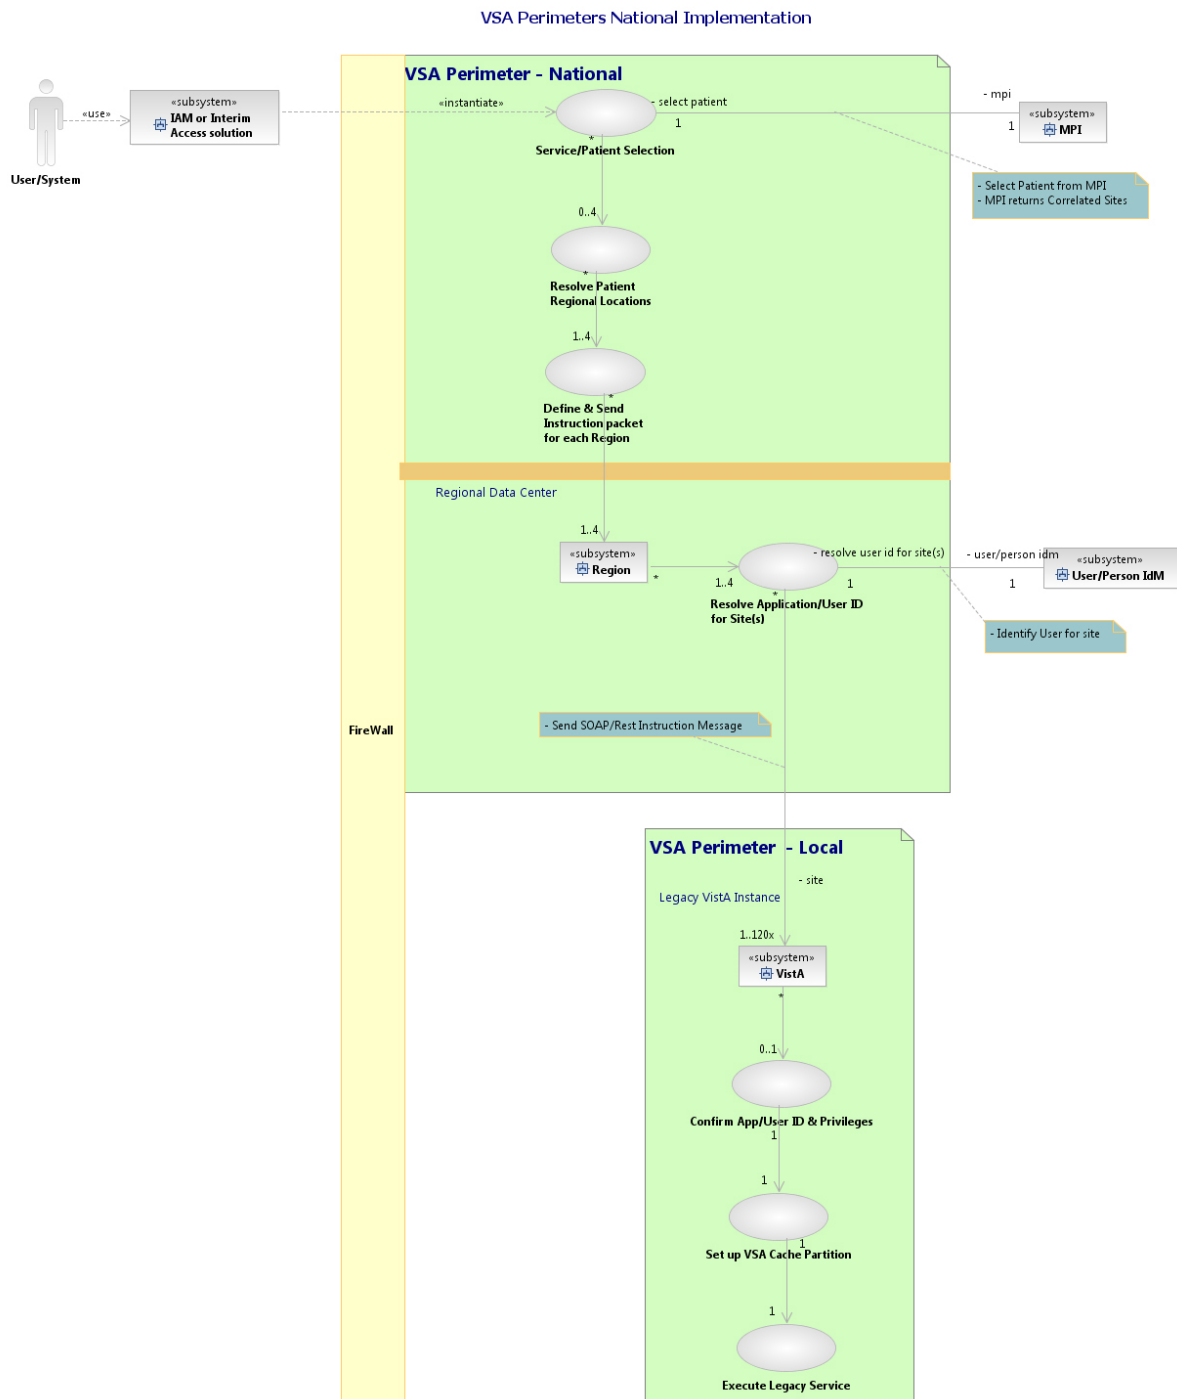 VSA Perimeters National Implementation
VSA Perimeter - National
«subsystem»
IAM or Interim
Access solution
«use»
User/System
«instantiate»
- select patient
1
*
Service/Patient Selection
- mpi
1
«subsystem»
MPI
- Select Patient from MPI
- MPI returns Correlated Sites
0..4
*
Resolve Patient
Regional Locations
1..4
*
Define & Send
Instruction packet
for each Region
Regional Data Center
1..4
«subsystem»
Region
*
1..4
- resolve user id for site(s)
1
*
Resolve Application/User ID
for Site(s)
- user/person idm
1
«subsystem»
User/Person IdM
- Identify User for site
- Send SOAP/Rest Instruction Message
FireWall
VSA Perimeter - Local
- site
Legacy VistA Instance
1..120x
«subsystem»
VistA
*
0..1
Confirm App/User ID & Privileges
1
1
1
Set up VSA Cache Partition
1
Execute Legacy Service